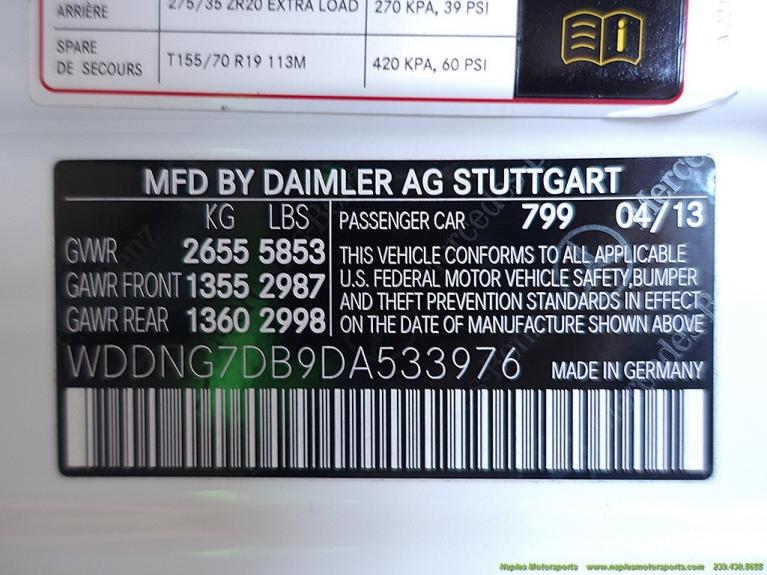 ARRIÈRE 275/35 ZR20 EXTRA LOAD 270 KPA, 39 PSI
SPARE
DE SECOURS T155/70 R19 113M 420 KPA, 60 PSI
MFD BY DAIMLER AG STUTTGART
KG LBS PASSENGER CAR 799 04/13
GVWR 2655 5853 THIS VEHICLE CONFORMS TO ALL APPLICABLE
GAWR FRONT 1355 2987 U.S. FEDERAL MOTOR VEHICLE SAFETY,BUMPER
AND THEFT PREVENTION STANDARDS IN EFFECT
GAWR REAR 1360 2998 ON THE DATE OF MANUFACTURE SHOWN ABOVE
WDDNG7DB9DA533976 MADE IN GERMANY
Naples Motorsports www.naplesmotorsports.com 239.430.8688